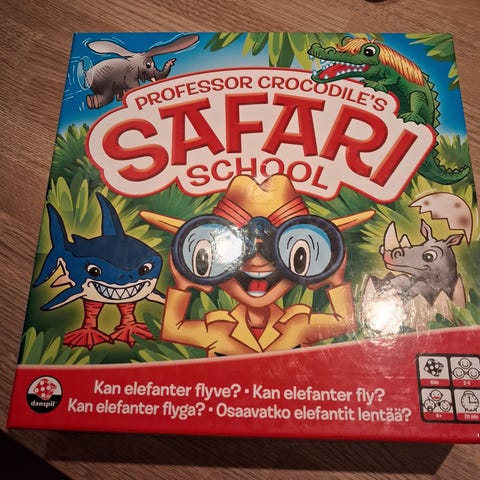 PROFESSOR CROCODILE'S
SAFARI
SCHOOL
Kan elefanter flyve? · Kan elefanter fly?
Kan elefanter flyga? · Osaavatko elefantit lentää?
danspil